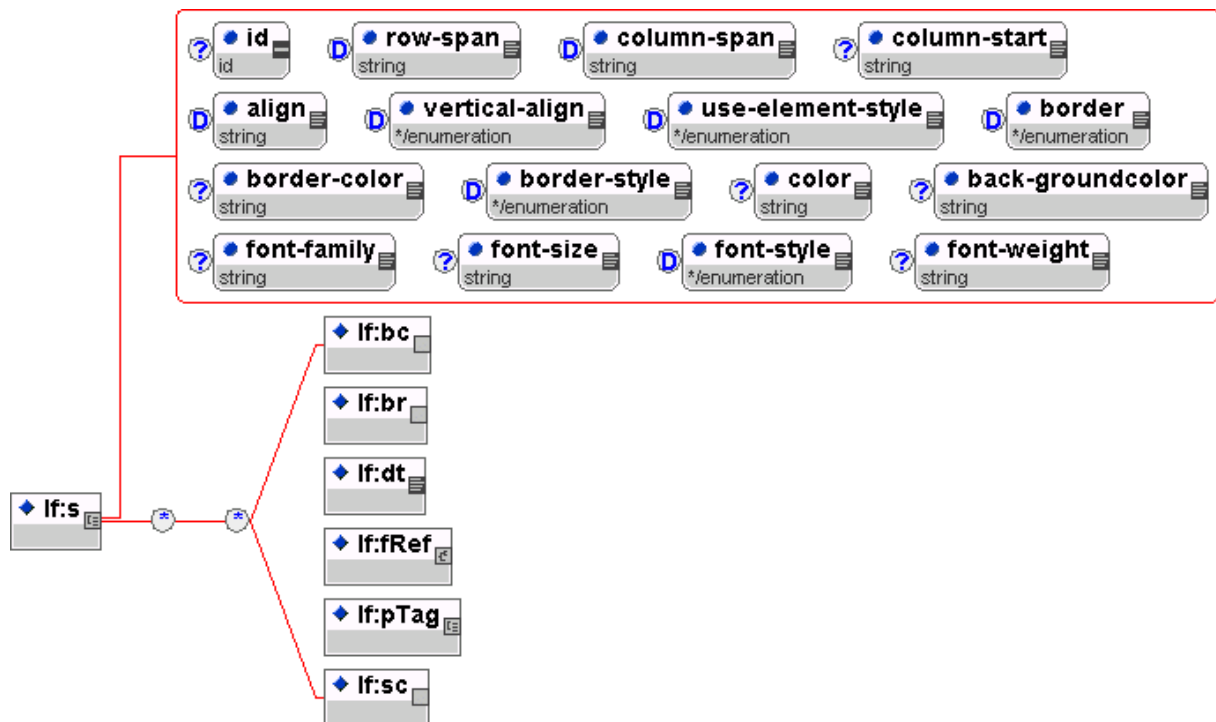 ? id D row-span D column-span ? column-start
id string string string
D align D vertical-align D use-element-style D border
string */enumeration */enumeration */enumeration
? border-color D border-style ? color ? back-groundcolor
string */enumeration string string
? font-family ? font-size D font-style ? font-weight
string string */enumeration string
lf:bc
lf:br
lf:dt
lf:s * *
lf:fRef
lf:pTag
lf:sc